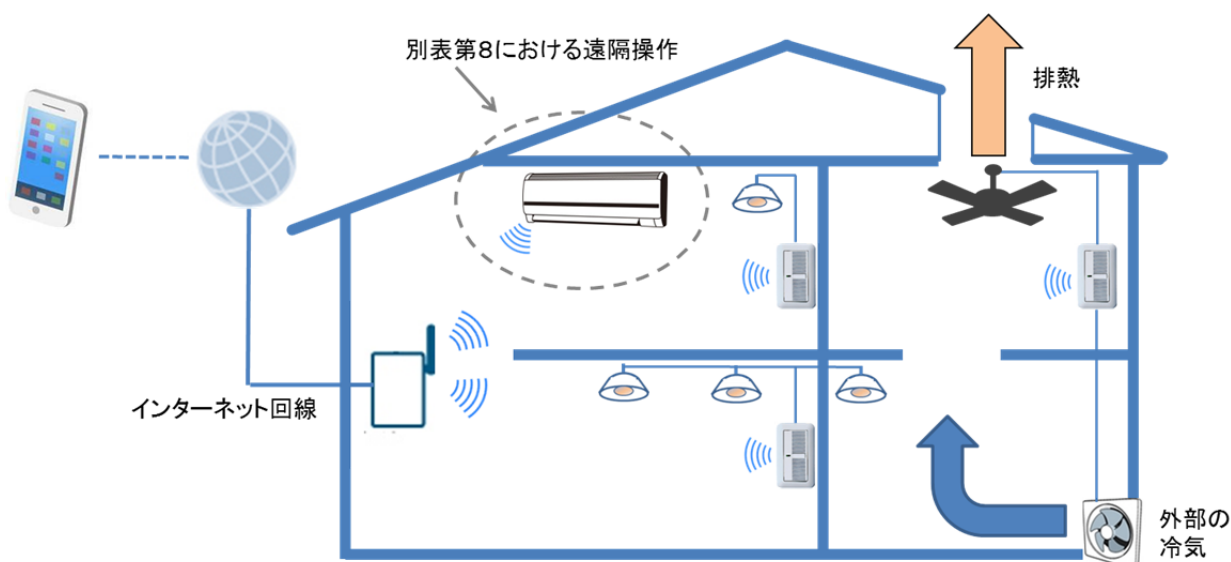 別表第8における遠隔操作
排熱
インターネット回線
外部の
冷気